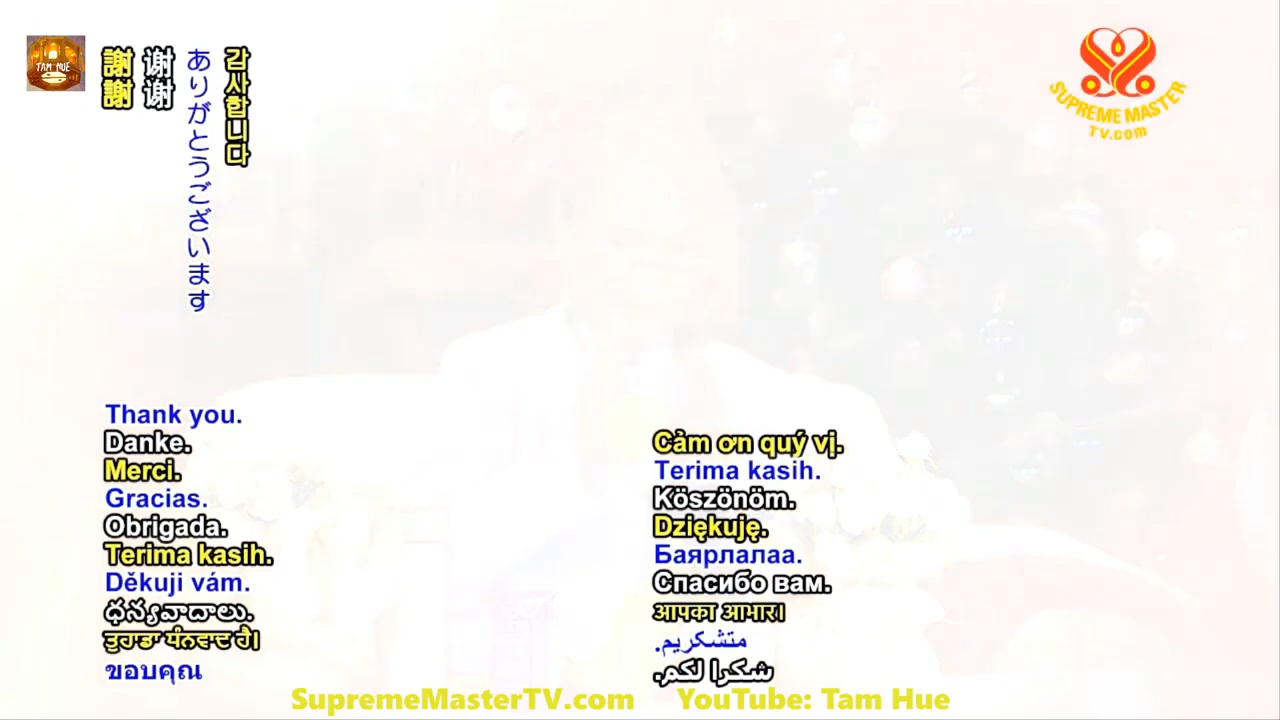 TAM HUE
謝謝
谢谢
ありがとうございます
감사합니다
SUPREME MASTER
TV.com
Thank you.
Danke.
Merci.
Gracias.
Obrigada.
Terima kasih.
Děkuji vám.
ధన్యవాదాలు.
ਤੁਹਾਡਾ ਧੰਨਵਾਦ ਹੈ।
ขอบคุณ
Cảm ơn quý vị.
Terima kasih.
Köszönöm.
Dziękuję.
Баярлалаа.
Спасибо вам.
आपका आभार।
متشکریم.
شكرا لكم.
SupremeMasterTV.com YouTube: Tam Hue